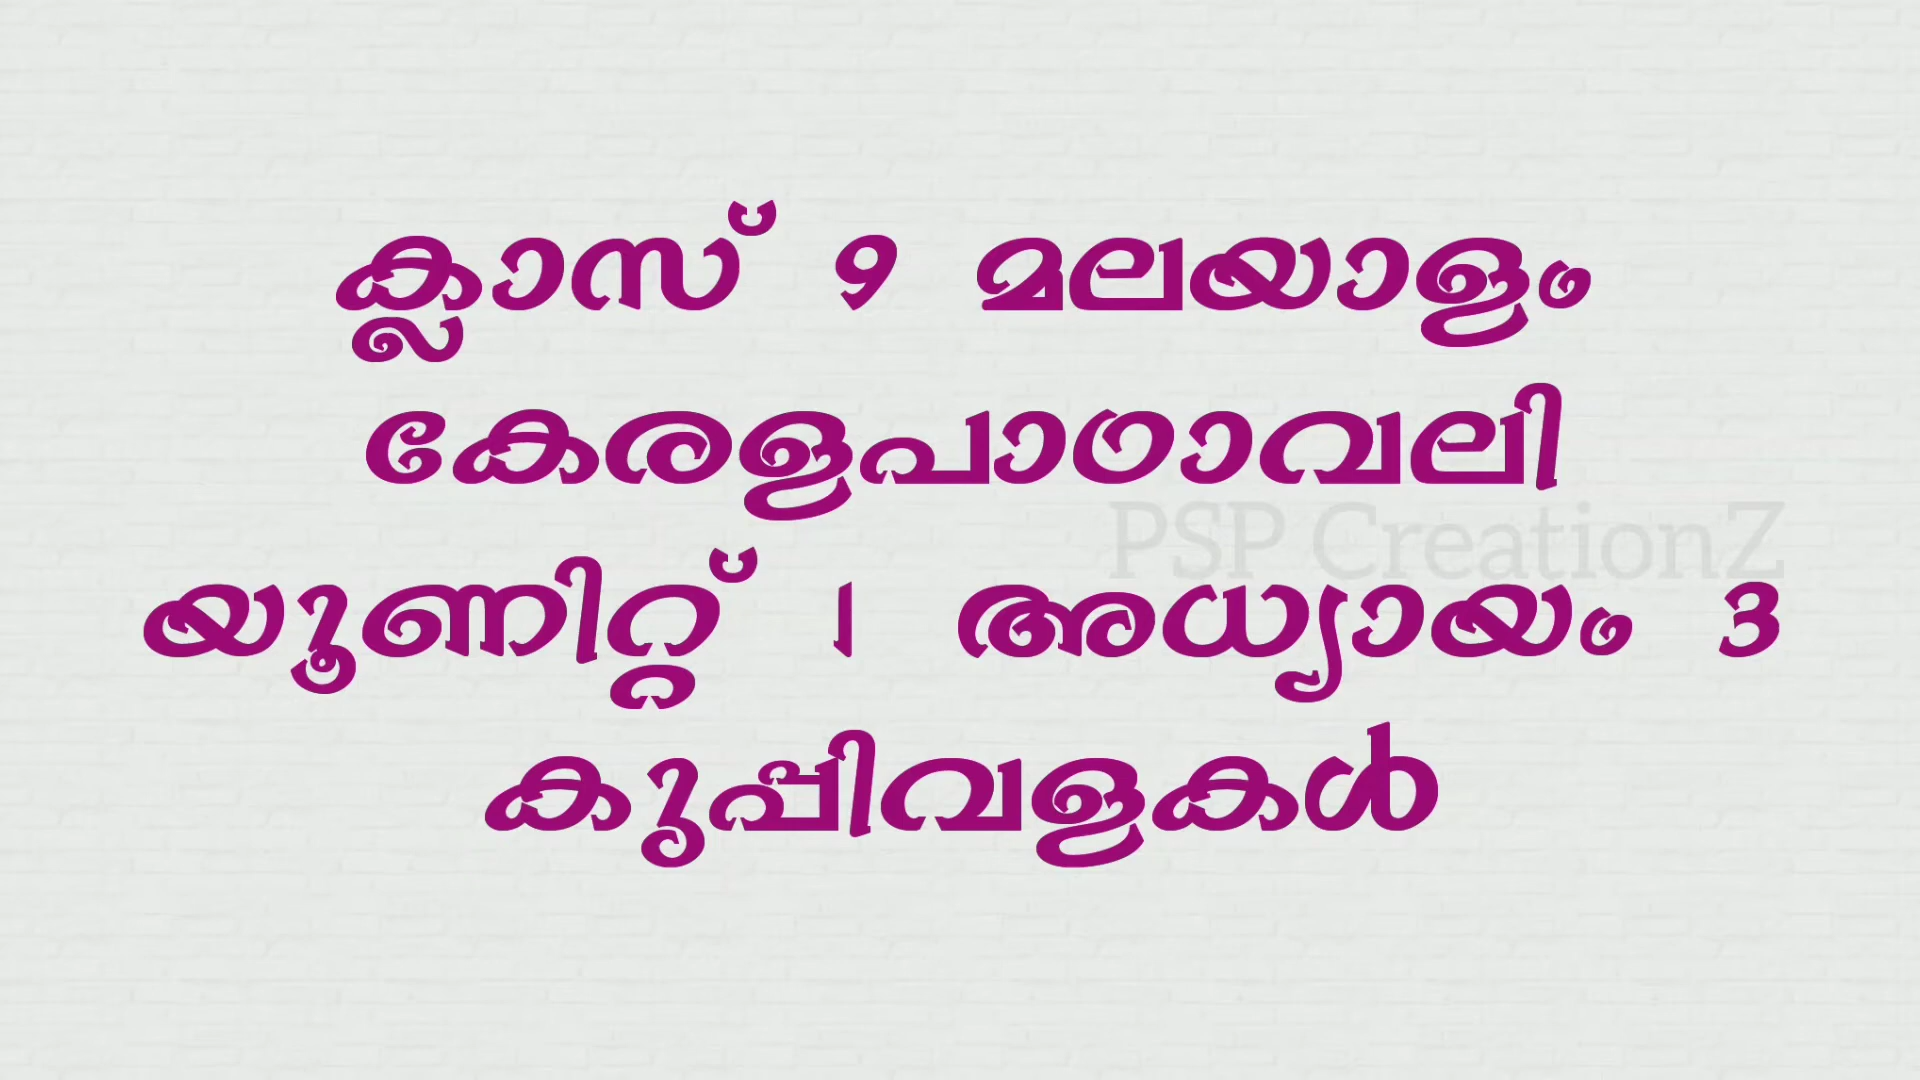 ക്ലാസ് 9 മലയാളം
കേരളപാഠാവലി
PSP CreationZ
യൂണിറ്റ് 1 അധ്യായം 3
കുപ്പിവളകൾ